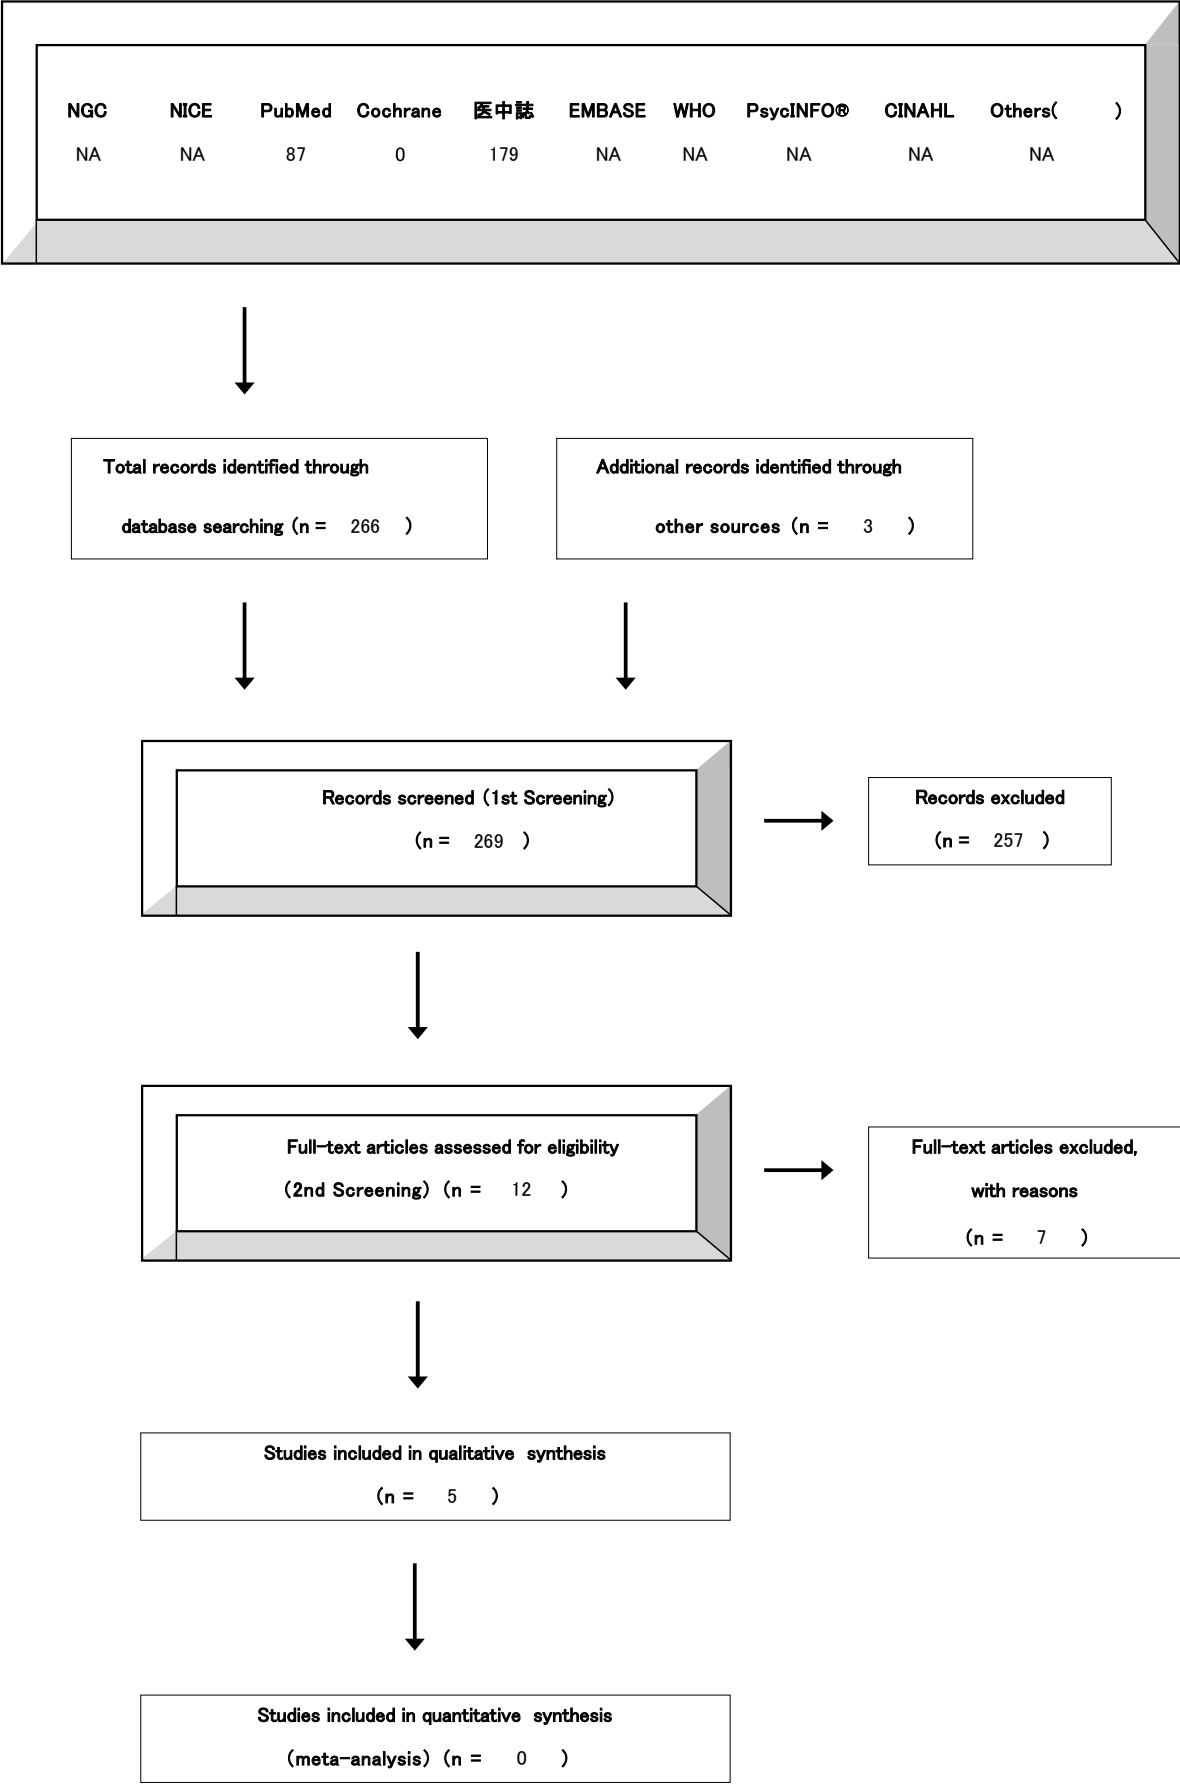 NGC NICE PubMed Cochrane 医中誌 EMBASE WHO PsycINFO® CINAHL Others( )
NA NA 87 0 179 NA NA NA NA NA
Total records identified through
database searching (n = 266 )
Additional records identified through
other sources (n = 3 )
Records screened (1st Screening)
(n = 269 )
Records excluded
(n = 257 )
Full-text articles assessed for eligibility
(2nd Screening) (n = 12 )
Full-text articles excluded,
with reasons
(n = 7 )
Studies included in qualitative synthesis
(n = 5 )
Studies included in quantitative synthesis
(meta-analysis) (n = 0 )